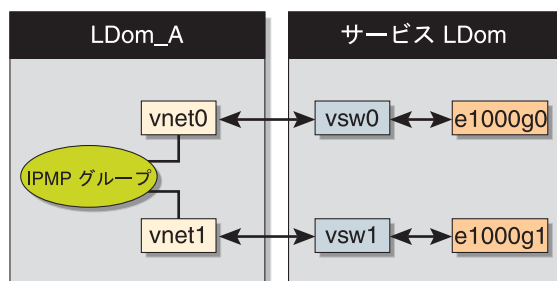 LDom_A
サービス LDom
vnet0
vsw0
e1000g0
IPMP グループ
vnet1
vsw1
e1000g1